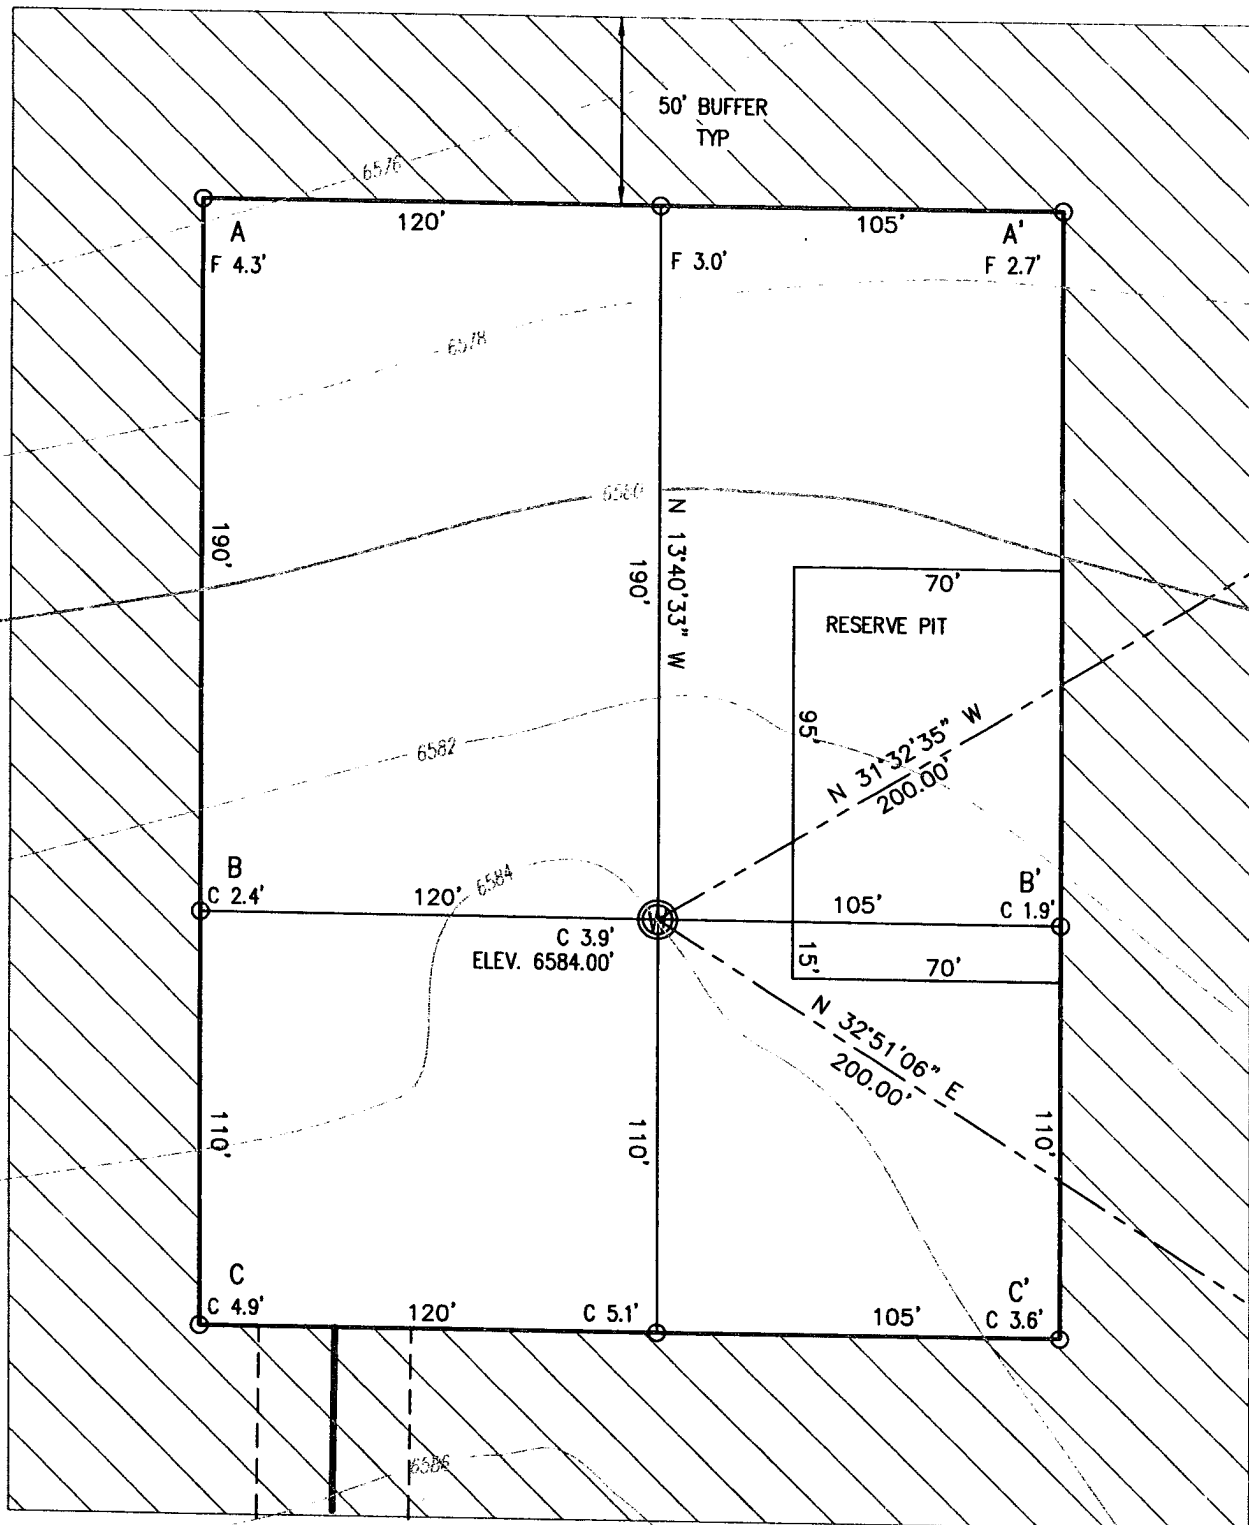 50' BUFFER
TYP
6576
120'
105'
A
F 4.3'
F 3.0'
A'
F 2.7'
6578
6580
190'
190'
N 13°40'33" W
70'
RESERVE PIT
95'
N 31°32'35" W
200.00'
6582
B
C 2.4'
120'
6584
C 3.9'
ELEV. 6584.00'
W
105'
B'
C 1.9'
15'
70'
N 32°51'06" E
200.00'
110'
110'
110'
C
C 4.9'
120'
C 5.1'
105'
C'
C 3.6'
6586